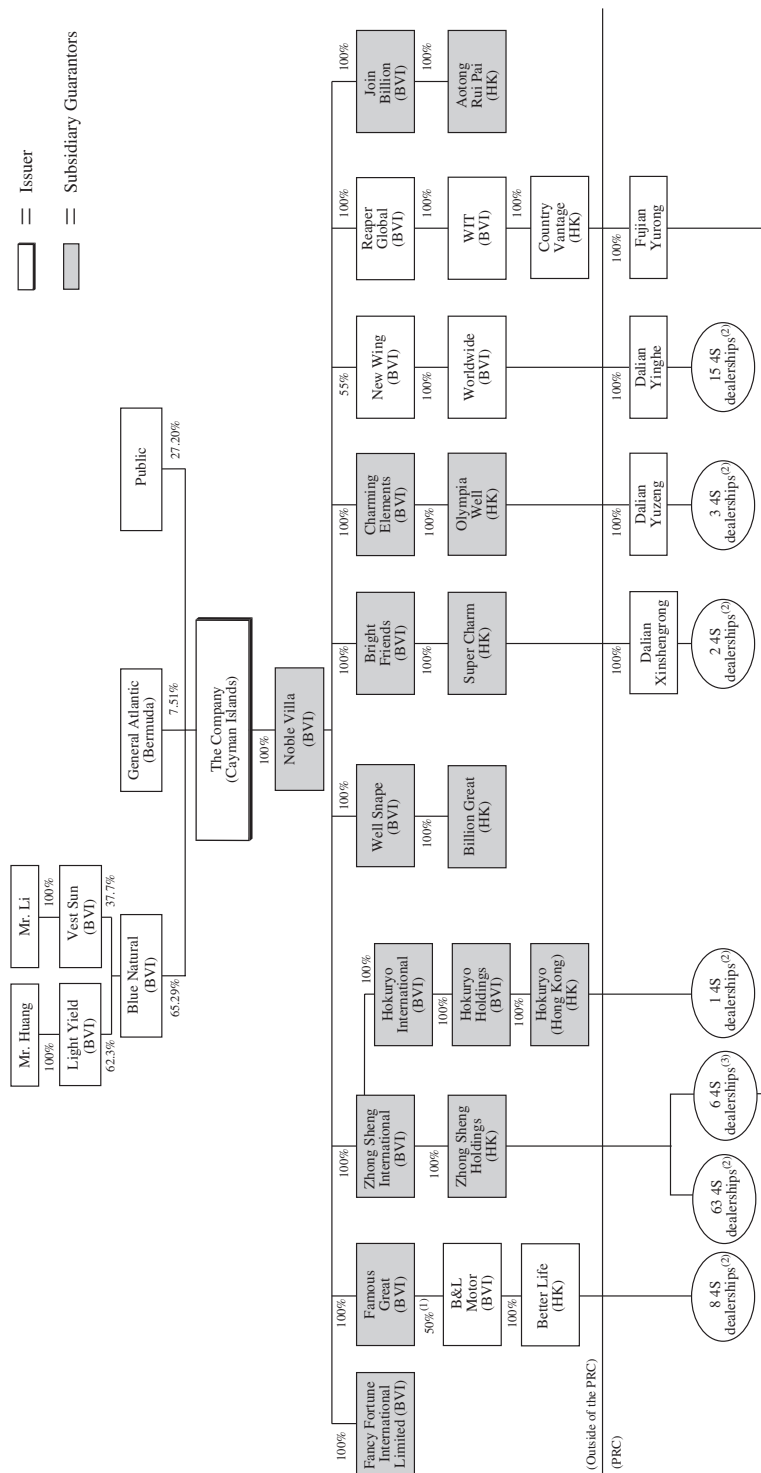 = Issuer
= Subsidiary Guarantors
Mr. Huang
Mr. Li
100%
100%
Light Yield
(BVI)
Vest Sun
(BVI)
62.3%
37.7%
Blue Natural
(BVI)
General Atlantic
(Bermuda)
Public
65.29%
7.51%
27.20%
The Company
(Cayman Islands)
100%
Noble Villa
(BVI)
100%
100%
100%
100%
100%
100%
55%
100%
100%
Fancy Fortune
International
Limited (BVI)
Famous
Great
(BVI)
Zhong Sheng
International
(BVI)
Well Snape
(BVI)
Bright
Friends
(BVI)
Charming
Elements
(BVI)
New Wing
(BVI)
Reaper
Global
(BVI)
Join
Billion
(BVI)
100%
Hokuryo
International
(BVI)
50%(1)
100%
100%
100%
100%
100%
100%
100%
100%
B&L
Motor
(BVI)
Zhong Sheng
Holdings
(HK)
Hokuryo
Holdings
(BVI)
Billion Great
(HK)
Super Charm
(HK)
Olympia
Well
(HK)
Worldwide
(BVI)
WIT
(BVI)
Aotong
Rui Pai
(HK)
100%
100%
100%
Better Life
(HK)
Hokuryo
(Hong Kong)
(HK)
Country
Vantage
(HK)
(Outside of the PRC)
(PRC)
100%
100%
100%
100%
Dalian
Xinshengrong
Dalian
Yuzeng
Dalian
Yinghe
Fujian
Yurong
8 4S
dealerships(2)
63 4S
dealerships(2)
6 4S
dealerships(3)
1 4S
dealerships(2)
2 4S
dealerships(2)
3 4S
dealerships(2)
15 4S
dealerships(2)